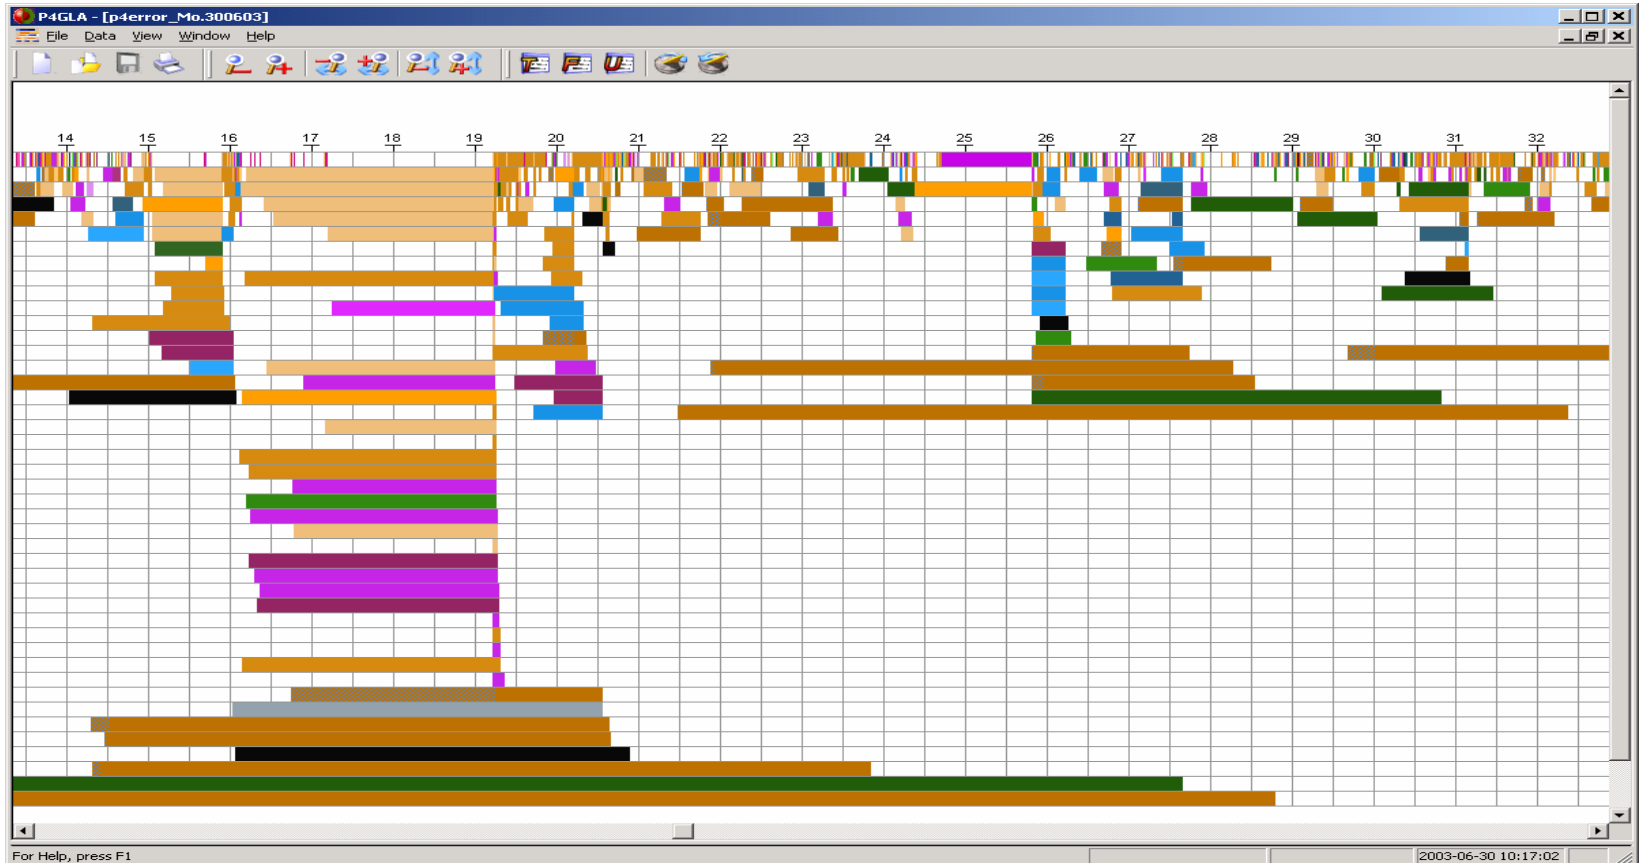 P4GLA - [p4error_Mo.300603]
File Data View Window Help
T F U
14 15 16 17 18 19 20 21 22 23 24 25 26 27 28 29 30 31 32
For Help, press F1
2003-06-30 10:17:02